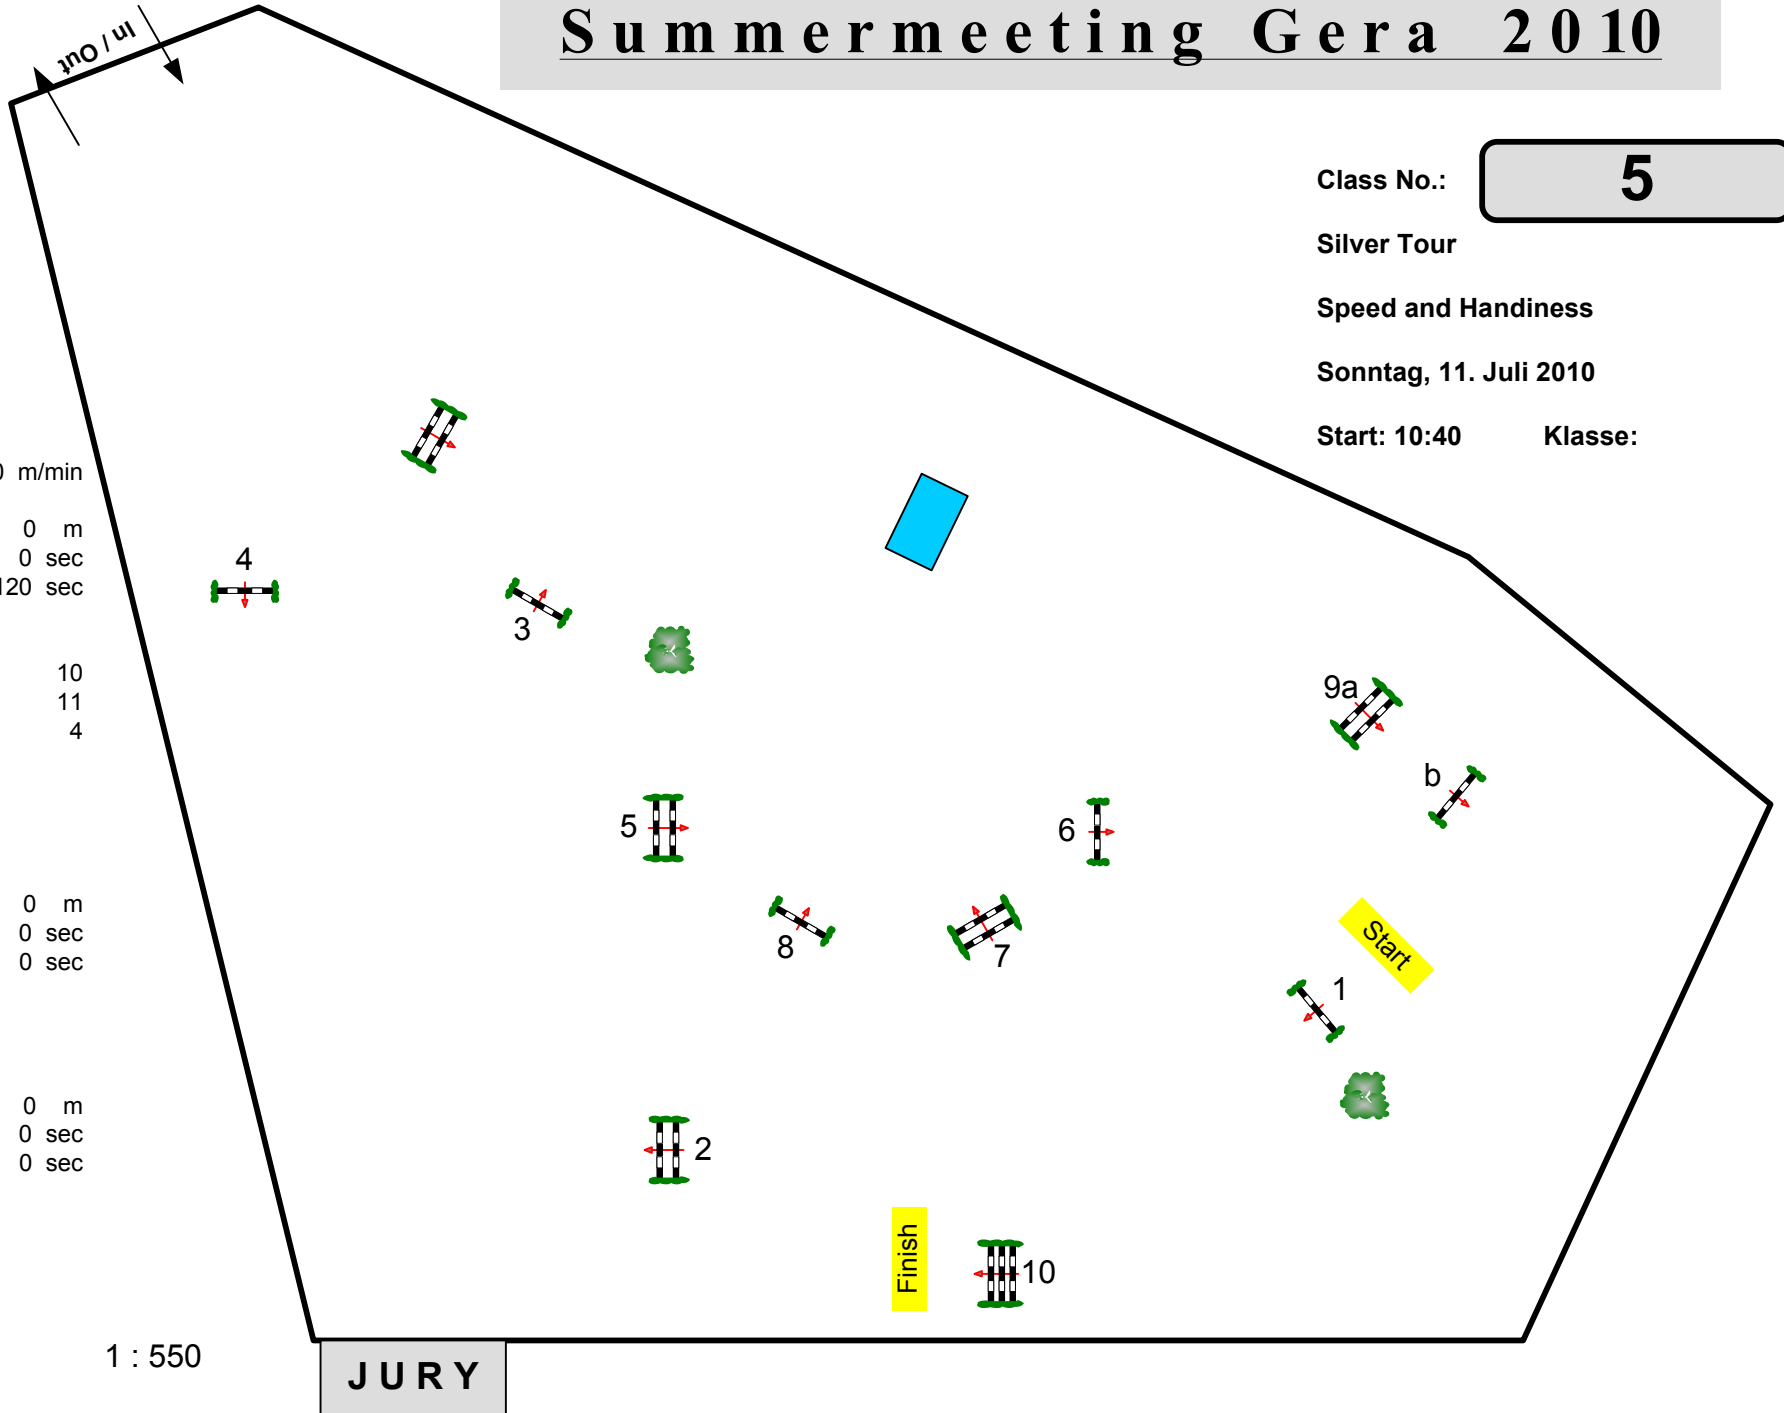 Summermeeting Gera 2010
In / Out
Class No.: 5
Silver Tour
Speed and Handiness
Sonntag, 11. Juli 2010
Start: 10:40 Klasse:
m/min
0 m
0 sec
120 sec
10
11
4
0 m
0 sec
0 sec
0 m
0 sec
0 sec
4
3
9a
b
5
6
8
7
Start
1
2
Finish
10
1 : 550
JURY